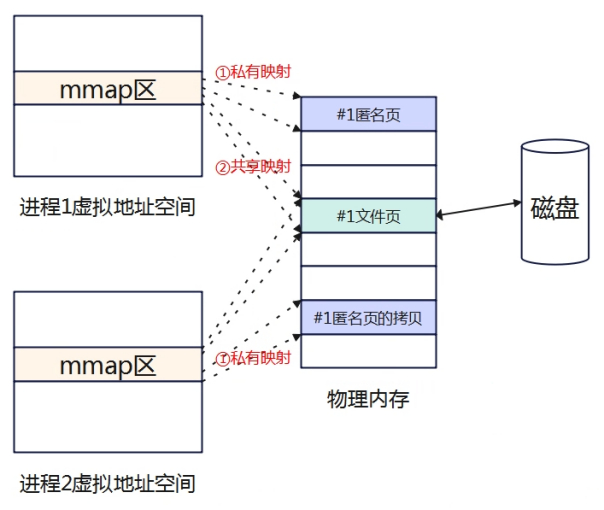 mmap区
①私有映射
#1匿名页
②共享映射
进程1虚拟地址空间
#1文件页
磁盘
#1匿名页的拷贝
mmap区
①私有映射
物理内存
进程2虚拟地址空间